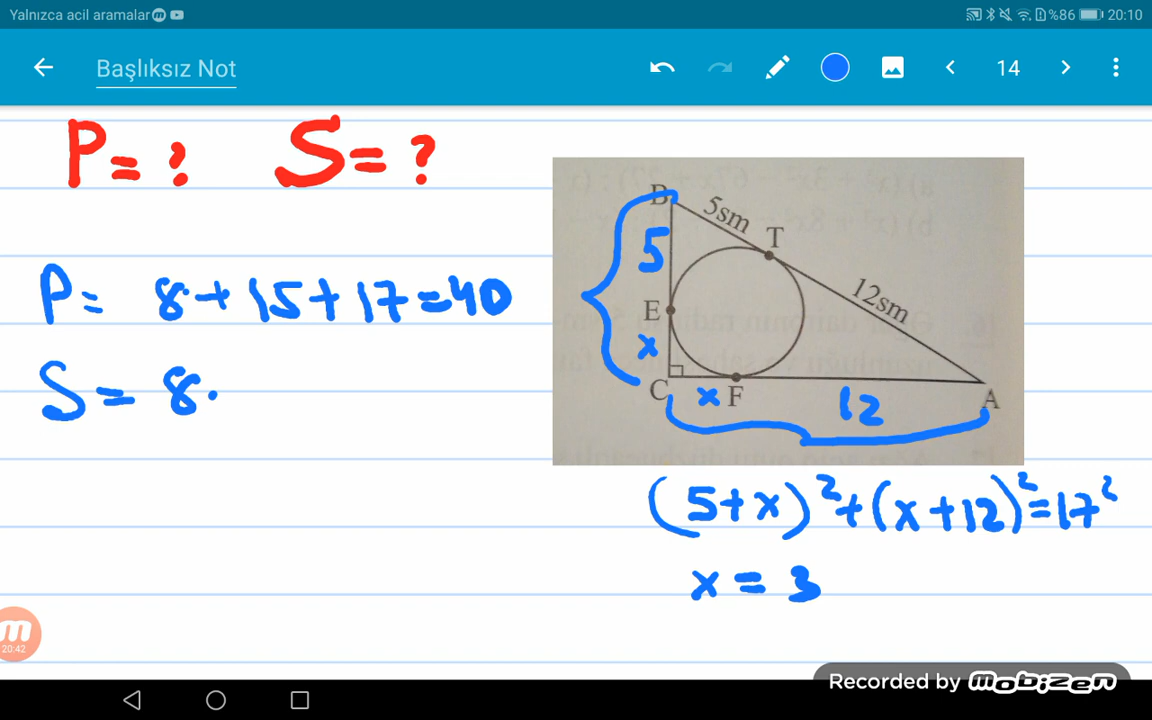 Yalnızca acil aramalar
%86 20:10
Başlıksız Not
14
P = ? S = ?
B
5sm
T
5
12sm
E
x
C
x F
12
A
P = 8 + 15 + 17 = 40
S = 8 ·
(5+x)² + (x+12)² = 17²
x = 3
20:42
Recorded by mobizen